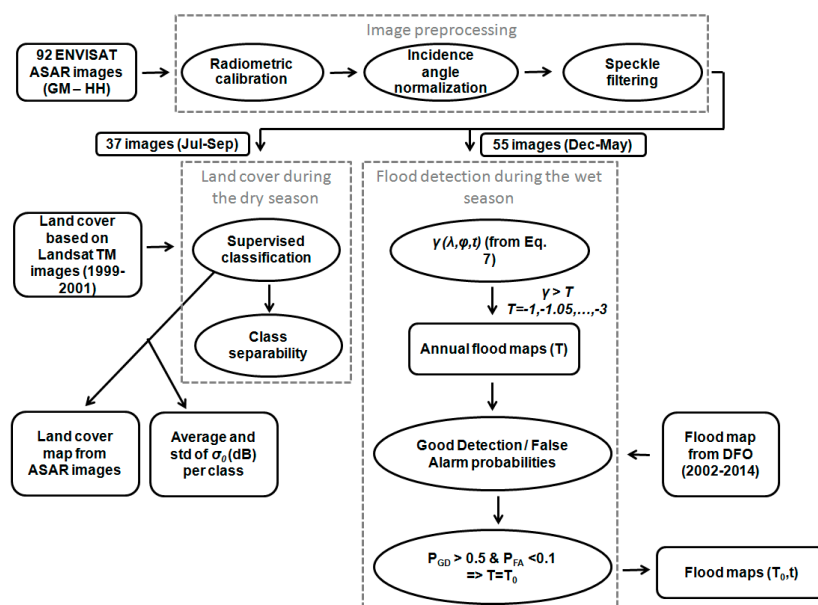 Image preprocessing
92 ENVISAT
ASAR images
(GM – HH)
Radiometric
calibration
Incidence
angle
normalization
Speckle
filtering
37 images (Jul-Sep)
55 images (Dec-May)
Land cover during
the dry season
Flood detection during the wet
season
Land cover
based on
Landsat TM
images (1999-
2001)
Supervised
classification
γ (λ,φ,t) (from Eq.
7)
γ > T
T=-1,-1.05,...,-3
Class
separability
Annual flood maps (T)
Land cover
map from
ASAR images
Average and
std of σ0 (dB)
per class
Good Detection / False
Alarm probabilities
Flood map
from DFO
(2002-2014)
PGD > 0.5 & PFA <0.1
=> T=T0
Flood maps (T0,t)